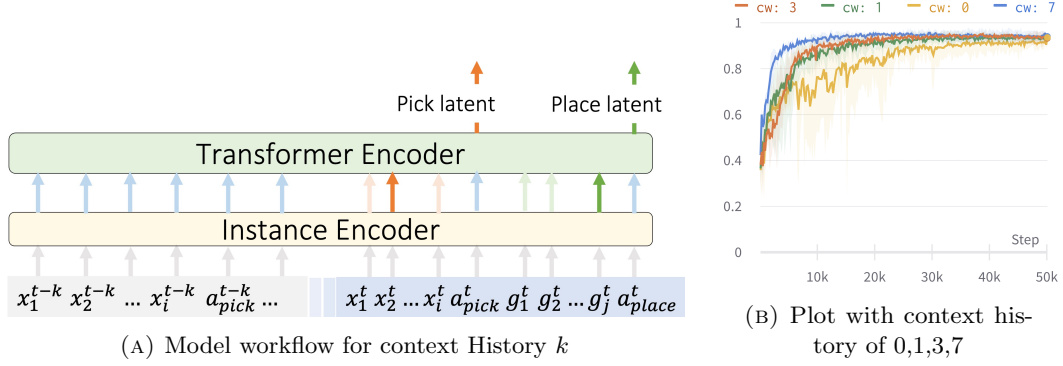 Pick latent Place latent
Transformer Encoder
Instance Encoder
x_1^{t-k} x_2^{t-k} ... x_i^{t-k} a_{pick}^{t-k} ... x_1^t x_2^t ... x_i^t a_{pick}^t g_1^t g_2^t ... g_j^t a_{place}^t
(A) Model workflow for context History k
cw: 3 cw: 1 cw: 0 cw: 7
1
0.8
0.6
0.4
0.2
0
Step
10k 20k 30k 40k 50k
(B) Plot with context his-
tory of 0,1,3,7